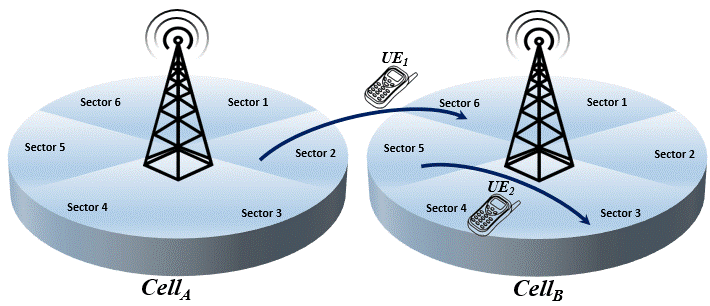 UE1
Sector 6
Sector 1
Sector 5
Sector 2
Sector 4
Sector 3
CellA
Sector 6
Sector 1
Sector 5
Sector 2
UE2
Sector 4
Sector 3
CellB